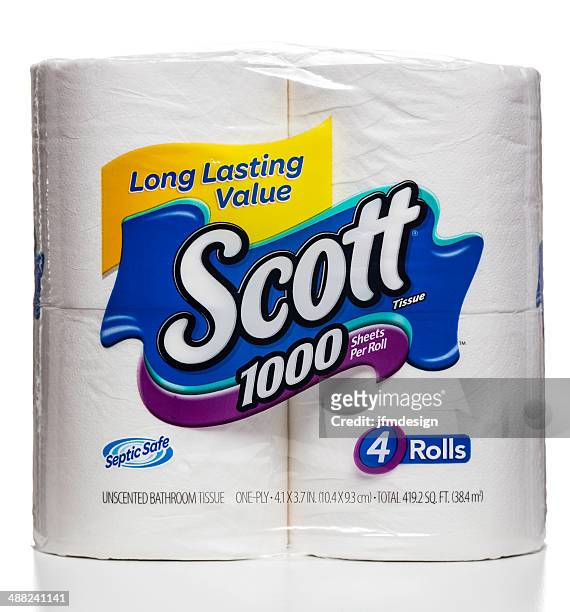 Long Lasting
Value
Scott®
Tissue
1000 Sheets
Per Roll
™
Septic Safe
4 Rolls
UNSCENTED BATHROOM TISSUE ONE-PLY • 4.1 X 3.7 IN. (10.4 X 9.3 cm) • TOTAL 419.2 SQ. FT. (38.4 m²)
gettyimages®
Credit: jfmdesign
488241141